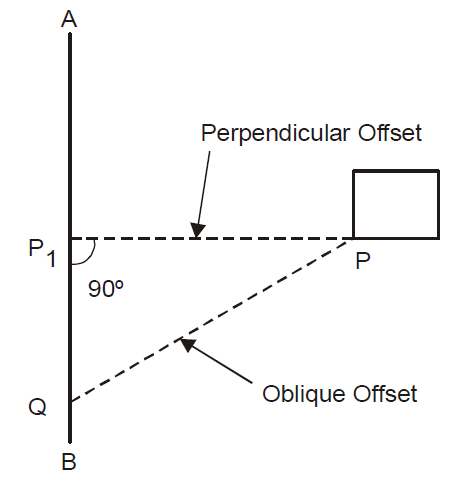 A
Perpendicular Offset
P1
P
90º
Oblique Offset
Q
B